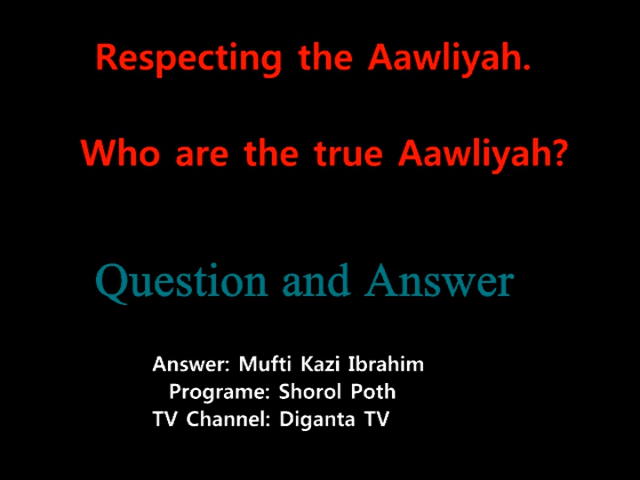 Respecting the Aawliyah.
Who are the true Aawliyah?
Question and Answer
Answer: Mufti Kazi Ibrahim
Programe: Shorol Poth
TV Channel: Diganta TV